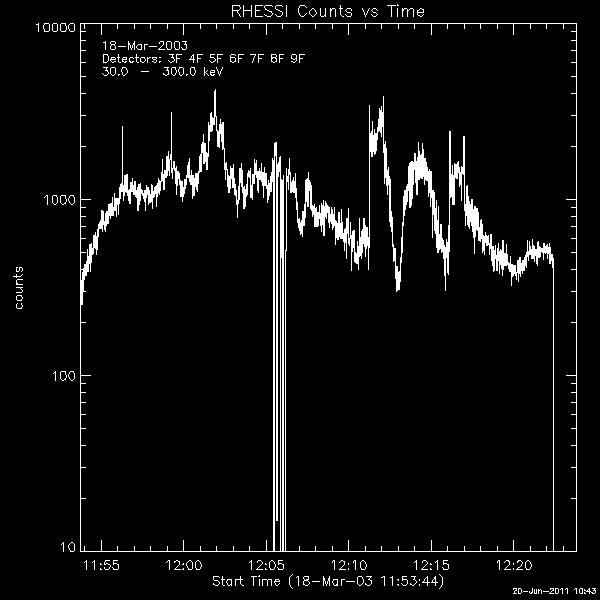 RHESSI Counts vs Time
10000
18-Mar-2003
Detectors: 3F 4F 5F 6F 7F 8F 9F
30.0 - 300.0 keV
1000
counts
100
10
11:55 12:00 12:05 12:10 12:15 12:20
Start Time (18-Mar-03 11:53:44)
20-Jun-2011 10:43